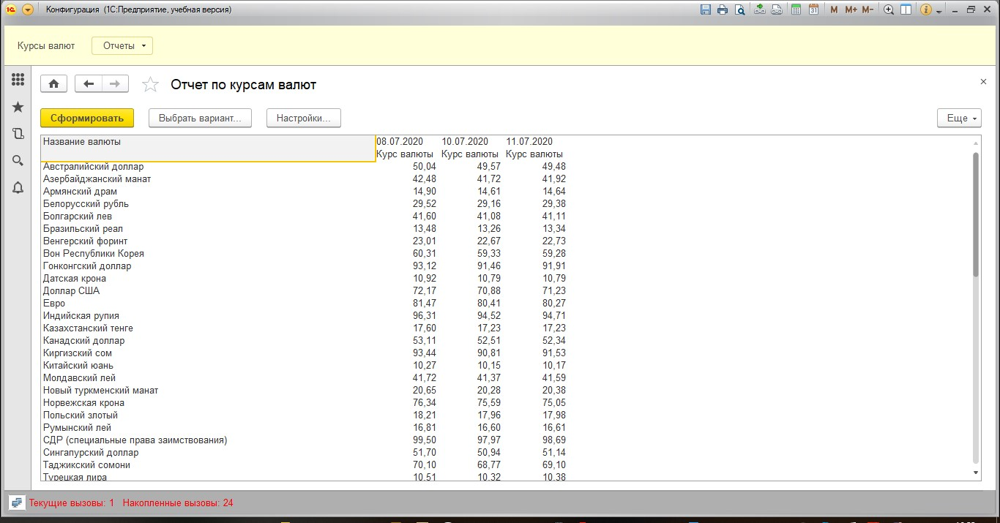 Конфигурация (1С:Предприятие, учебная версия)
M M+ M-
Курсы валют Отчеты
Отчет по курсам валют
Сформировать Выбрать вариант... Настройки... Еще
Название валюты 08.07.2020 10.07.2020 11.07.2020
Курс валюты Курс валюты Курс валюты
Австралийский доллар 50,04 49,57 49,48
Азербайджанский манат 42,48 41,72 41,92
Армянский драм 14,90 14,61 14,64
Белорусский рубль 29,52 29,16 29,38
Болгарский лев 41,60 41,08 41,11
Бразильский реал 13,48 13,26 13,34
Венгерский форинт 23,01 22,67 22,73
Вон Республики Корея 60,31 59,33 59,28
Гонконгский доллар 93,12 91,46 91,91
Датская крона 10,92 10,79 10,79
Доллар США 72,17 70,88 71,23
Евро 81,47 80,41 80,27
Индийская рупия 96,31 94,52 94,71
Казахстанский тенге 17,60 17,23 17,23
Канадский доллар 53,11 52,51 52,34
Киргизский сом 93,44 90,81 91,53
Китайский юань 10,27 10,15 10,17
Молдавский лей 41,72 41,37 41,59
Новый туркменский манат 20,65 20,28 20,38
Норвежская крона 76,34 75,59 75,05
Польский злотый 18,21 17,96 17,98
Румынский лей 16,81 16,60 16,61
СДР (специальные права заимствования) 99,50 97,97 98,69
Сингапурский доллар 51,70 50,94 51,14
Таджикский сомони 70,10 68,77 69,10
Турецкая лира 10,51 10,32 10,38
Текущие вызовы: 1 Накопленные вызовы: 24